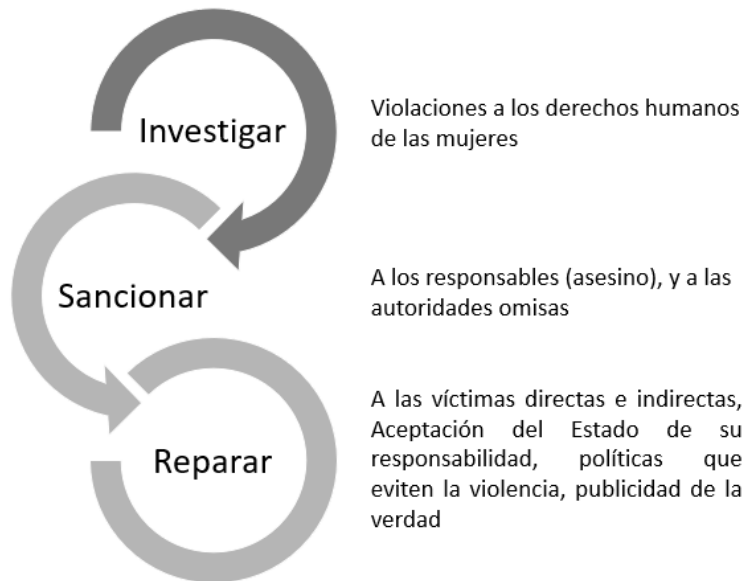 Investigar
Violaciones a los derechos humanos
de las mujeres
Sancionar
A los responsables (asesino), y a las
autoridades omisas
Reparar
A las víctimas directas e indirectas,
Aceptación del Estado de su
responsabilidad, políticas que
eviten la violencia, publicidad de la
verdad